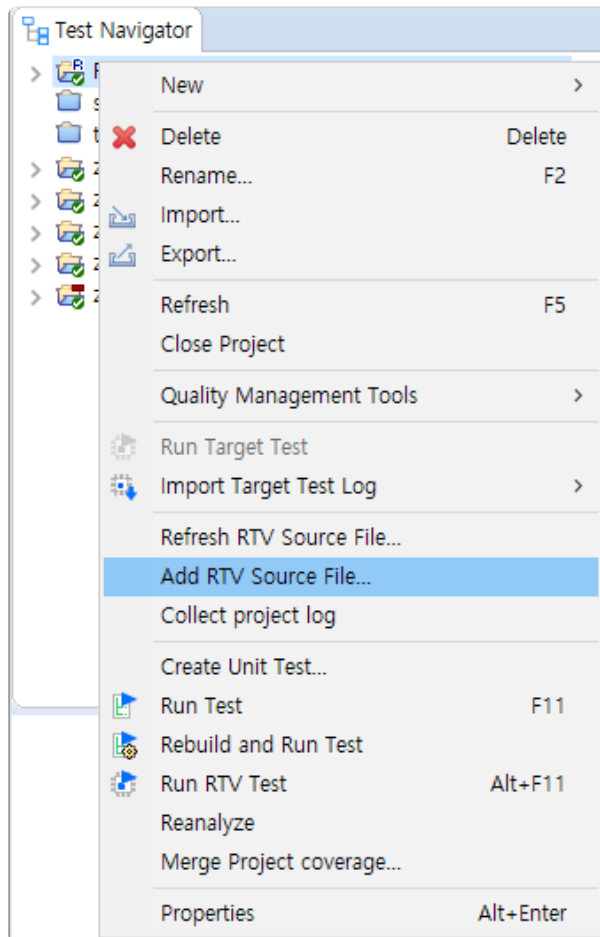 Test Navigator
New
Delete Delete
Rename... F2
Import...
Export...
Refresh F5
Close Project
Quality Management Tools
Run Target Test
Import Target Test Log
Refresh RTV Source File...
Add RTV Source File...
Collect project log
Create Unit Test...
Run Test F11
Rebuild and Run Test
Run RTV Test Alt+F11
Reanalyze
Merge Project coverage...
Properties Alt+Enter